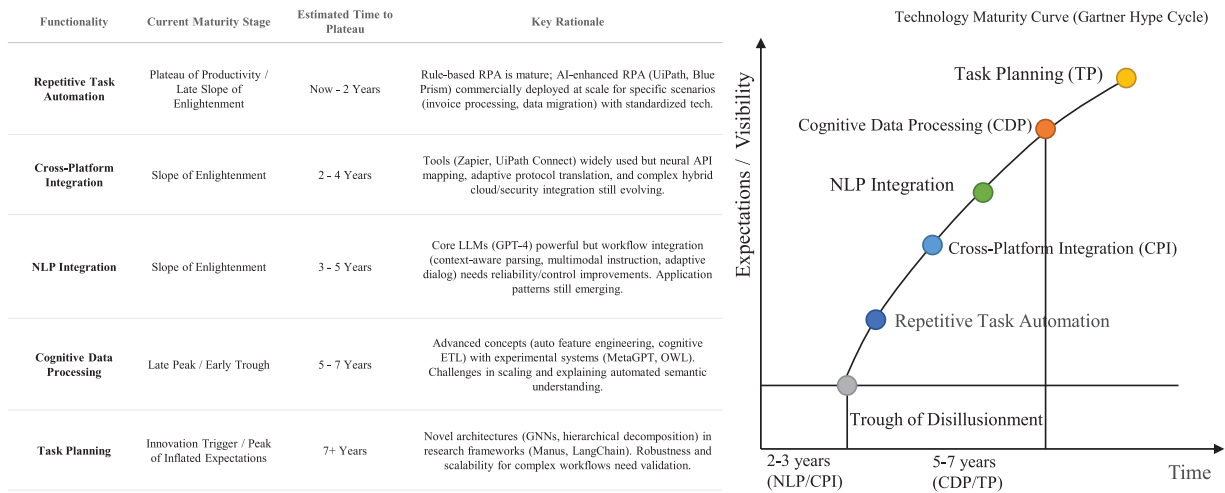 Functionality
Current Maturity Stage
Estimated Time to
Plateau
Key Rationale
Repetitive Task
Automation
Plateau of Productivity /
Late Slope of
Enlightenment
Now - 2 Years
Rule-based RPA is mature; AI-enhanced RPA (UiPath, Blue
Prism) commercially deployed at scale for specific scenarios
(invoice processing, data migration) with standardized tech.
Cross-Platform
Integration
Slope of Enlightenment
2 - 4 Years
Tools (Zapier, UiPath Connect) widely used but neural API
mapping, adaptive protocol translation, and complex hybrid
cloud/security integration still evolving.
NLP Integration
Slope of Enlightenment
3 - 5 Years
Core LLMs (GPT-4) powerful but workflow integration
(context-aware parsing, multimodal instruction, adaptive
dialog) needs reliability/control improvements. Application
patterns still emerging.
Cognitive Data
Processing
Late Peak / Early Trough
5 - 7 Years
Advanced concepts (auto feature engineering, cognitive
ETL) with experimental systems (MetaGPT, OWL).
Challenges in scaling and explaining automated semantic
understanding.
Task Planning
Innovation Trigger / Peak
of Inflated Expectations
7+ Years
Novel architectures (GNNs, hierarchical decomposition) in
research frameworks (Manus, LangChain). Robustness and
scalability for complex workflows need validation.
Technology Maturity Curve (Gartner Hype Cycle)
Expectations / Visibility
Task Planning (TP)
Cognitive Data Processing (CDP)
NLP Integration
Cross-Platform Integration (CPI)
Repetitive Task Automation
Trough of Disillusionment
2-3 years
(NLP/CPI)
5-7 years
(CDP/TP)
Time